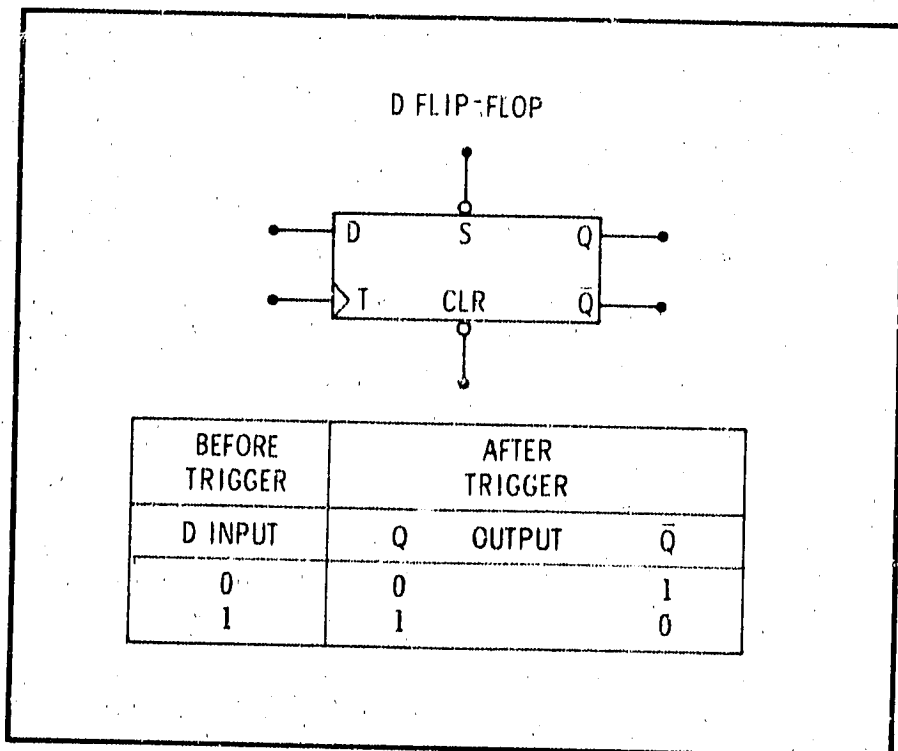 D FLIP-FLOP
D S Q
T CLR Q̄
BEFORE TRIGGER AFTER TRIGGER
D INPUT Q OUTPUT Q̄
0 0 1
1 1 0